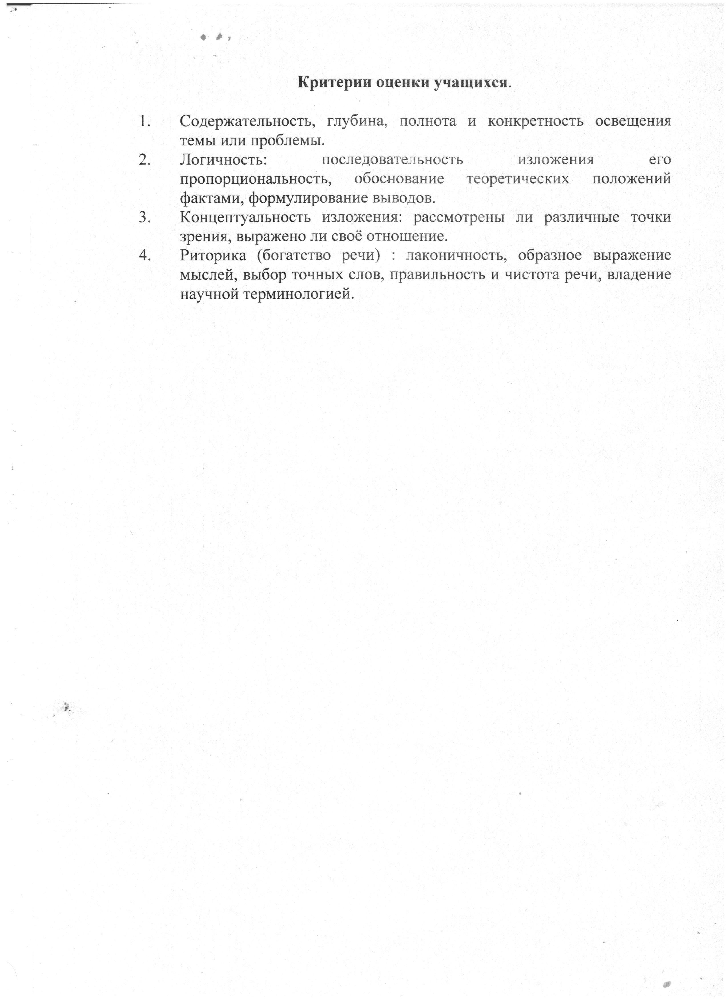 Критерии оценки учащихся.
1. Содержательность, глубина, полнота и конкретность освещения
темы или проблемы.
2. Логичность: последовательность изложения его
пропорциональность, обоснование теоретических положений
фактами, формулирование выводов.
3. Концептуальность изложения: рассмотрены ли различные точки
зрения, выражено ли своё отношение.
4. Риторика (богатство речи) : лаконичность, образное выражение
мыслей, выбор точных слов, правильность и чистота речи, владение
научной терминологией.